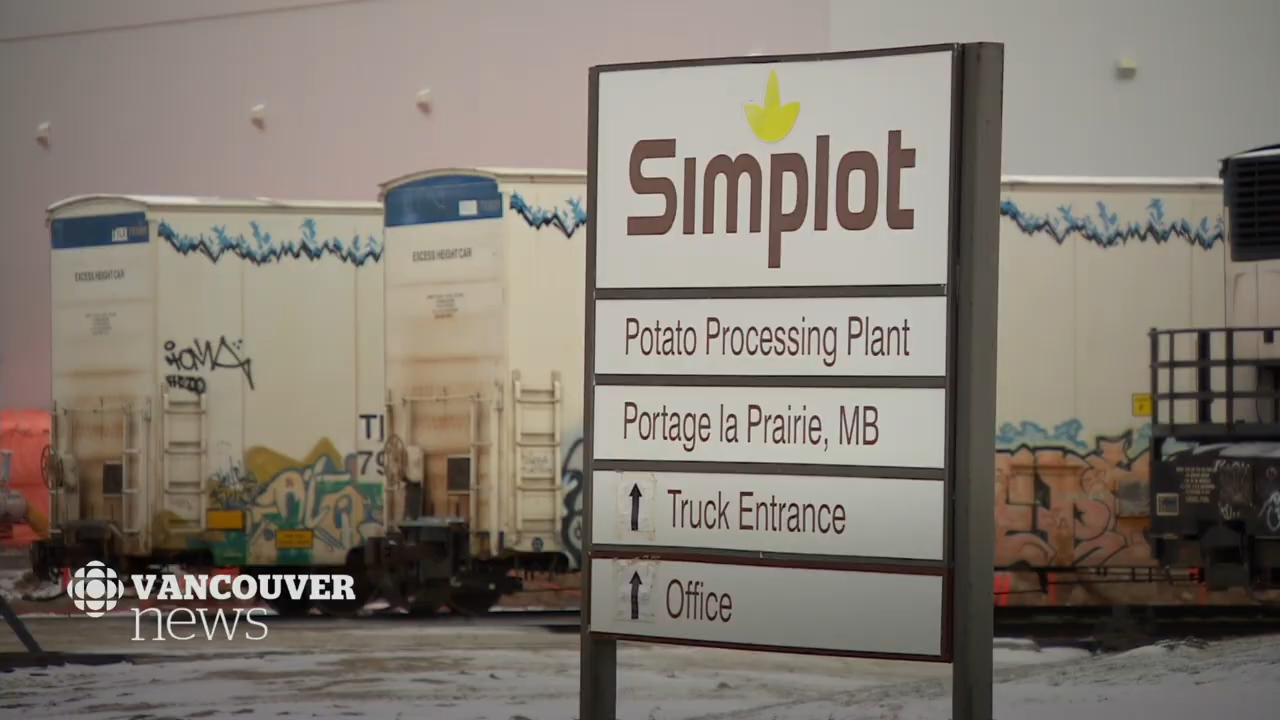 Simplot
Potato Processing Plant
Portage la Prairie, MB
Truck Entrance
Office
EXCESS HEIGHT CAR
EXCESS HEIGHT CAR
VANCOUVER
news